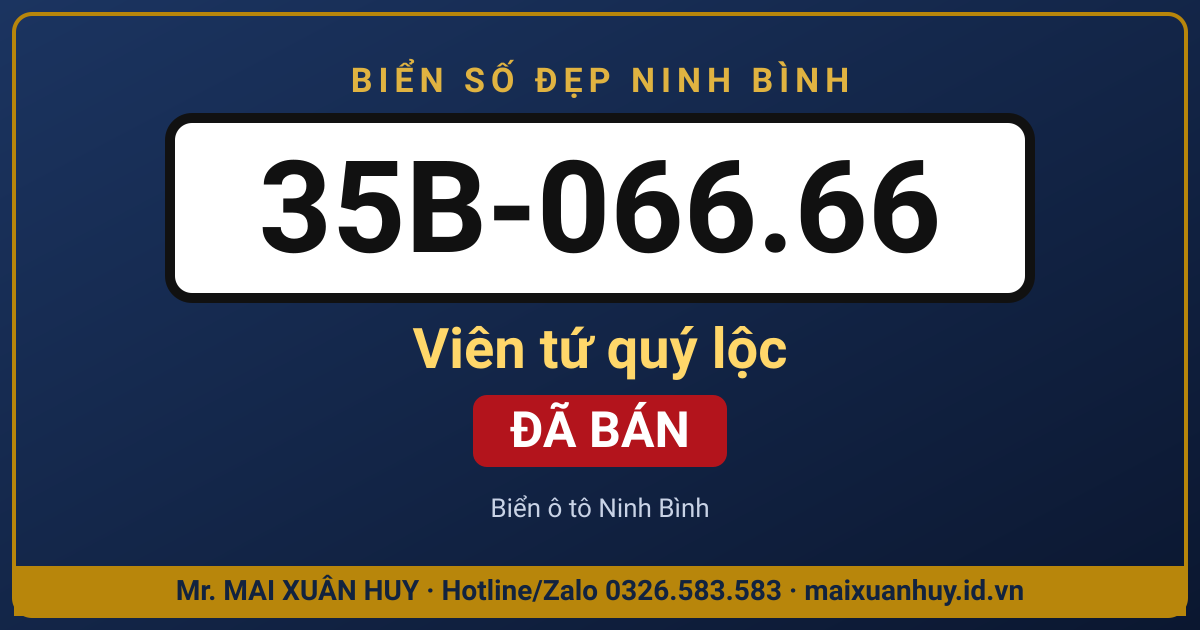 BIỂN SỐ ĐẸP NINH BÌNH
35B-066.66
Viên tứ quý lộc
ĐÃ BÁN
Biển ô tô Ninh Bình
Mr. MAI XUÂN HUY · Hotline/Zalo 0326.583.583 · maixuanhuy.id.vn